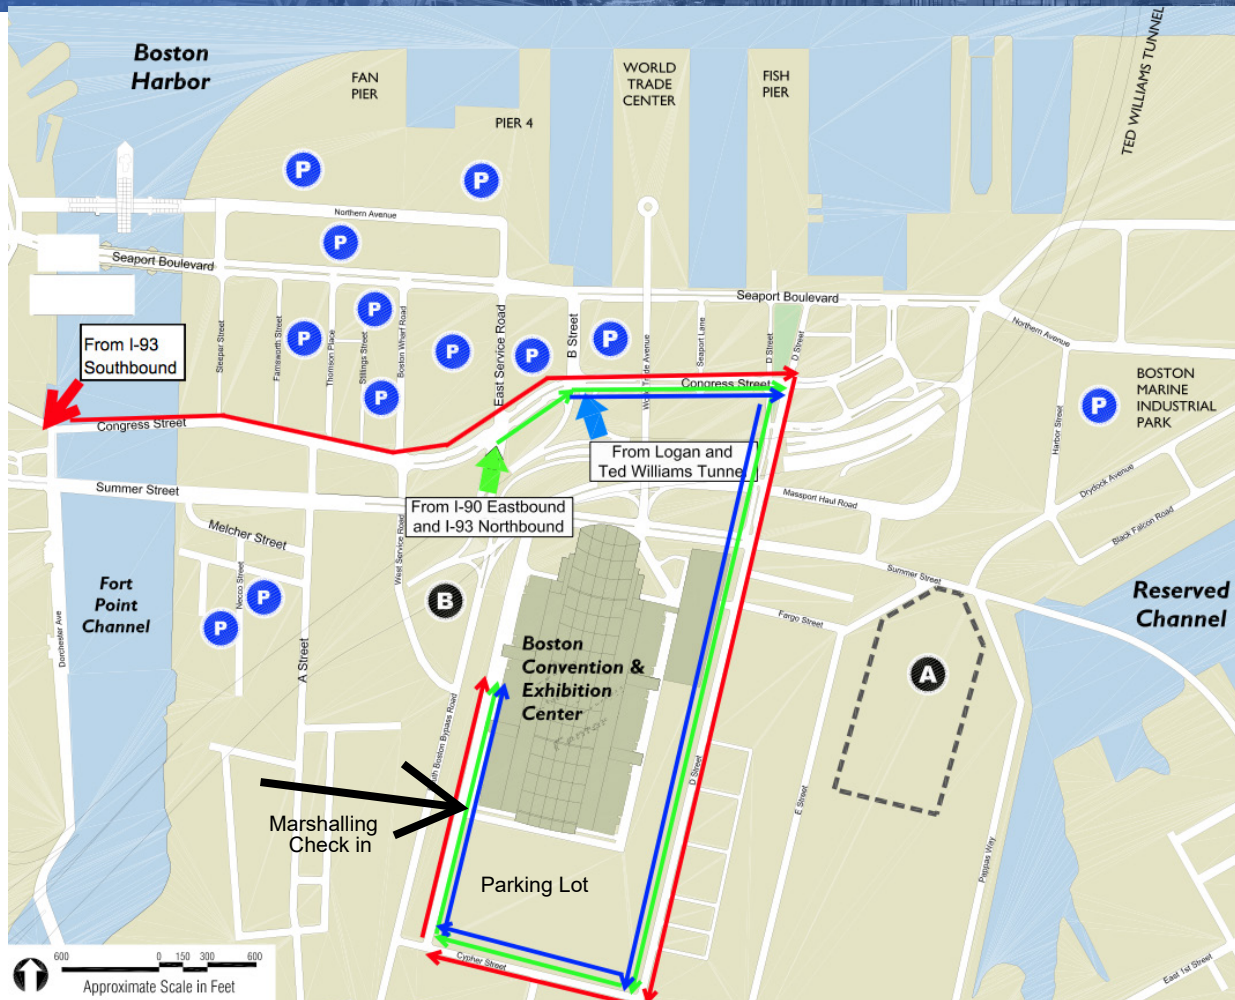 Boston
Harbor
FAN
PIER
PIER 4
WORLD
TRADE
CENTER
FISH
PIER
TED WILLIAMS TUNNEL
P
P
Northern Avenue
P
Seaport Boulevard
Seaport Boulevard
Northern Avenue
From I-93
Southbound
Sleeper Street
Farnsworth Street
Thomson Place
Stillings Street
Boston Wharf Road
East Service Road
B Street
Seaport Lane
D Street
D Street
P
P
P
P
P
P
Congress Street
Congress Street
BOSTON
MARINE
INDUSTRIAL
PARK
P
Harbor Street
Drydock Avenue
Black Falcon Road
From Logan and
Ted Williams Tunnel
From I-90 Eastbound
and I-93 Northbound
Summer Street
Massport Haul Road
Melcher Street
Necco Street
West Service Road
Summer Street
Fargo Street
Fort
Point
Channel
P
P
B
A
Reserved
Channel
Dorchester Ave
A Street
Boston
Convention &
Exhibition
Center
Center
South Boston Bypass Road
D Street
E Street
Pappas Way
Marshalling
Check in
Parking Lot
Cypher Street
East 1st Street
600 0 150 300 600
Approximate Scale in Feet